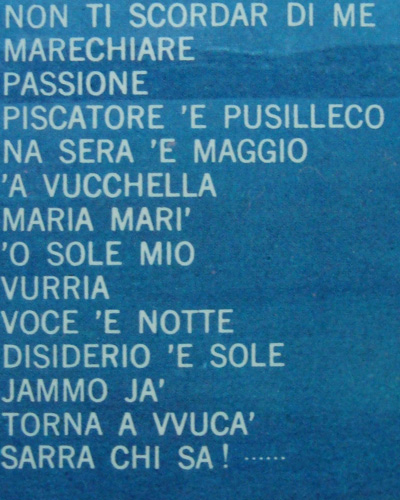 NON TI SCORDAR DI ME
MARECHIARE
PASSIONE
PISCATORE 'E PUSILLECO
NA SERA 'E MAGGIO
'A VUCCHELLA
MARIA MARI'
'O SOLE MIO
VURRIA
VOCE 'E NOTTE
DISIDERIO 'E SOLE
JAMMO JA'
TORNA A VVUCA'
SARRA CHI SA! ......